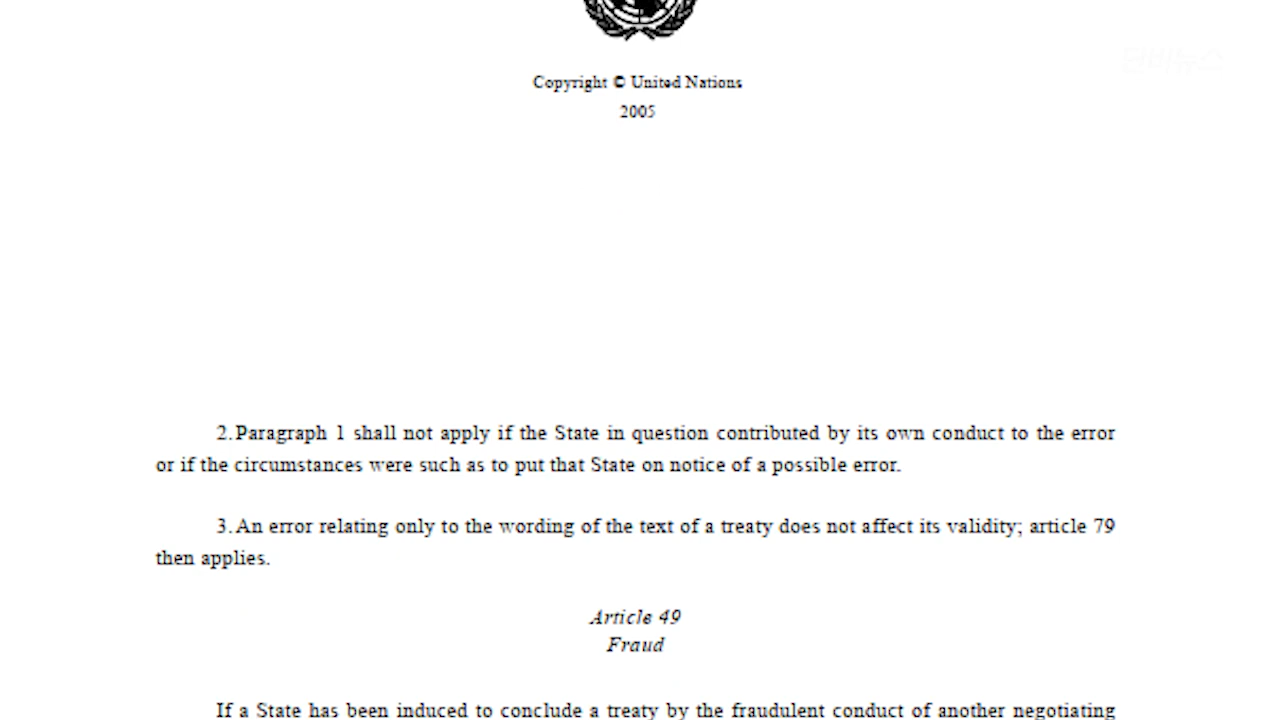 Copyright © United Nations
2005
2.Paragraph 1 shall not apply if the State in question contributed by its own conduct to the error
or if the circumstances were such as to put that State on notice of a possible error.
3.An error relating only to the wording of the text of a treaty does not affect its validity; article 79
then applies.
Article 49
Fraud
If a State has been induced to conclude a treaty by the fraudulent conduct of another negotiating